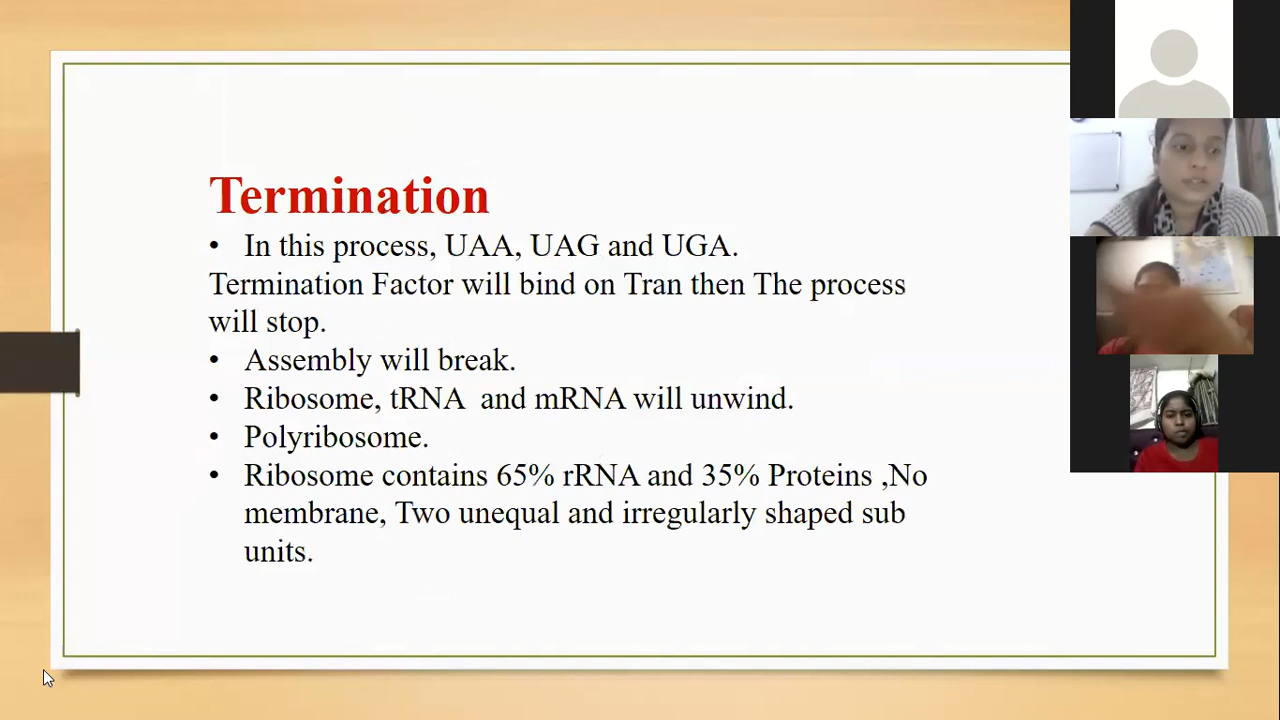 Termination
• In this process, UAA, UAG and UGA.
Termination Factor will bind on Tran then The process
will stop.
• Assembly will break.
• Ribosome, tRNA  and mRNA will unwind.
• Polyribosome.
• Ribosome contains 65% rRNA and 35% Proteins ,No
membrane, Two unequal and irregularly shaped sub
units.